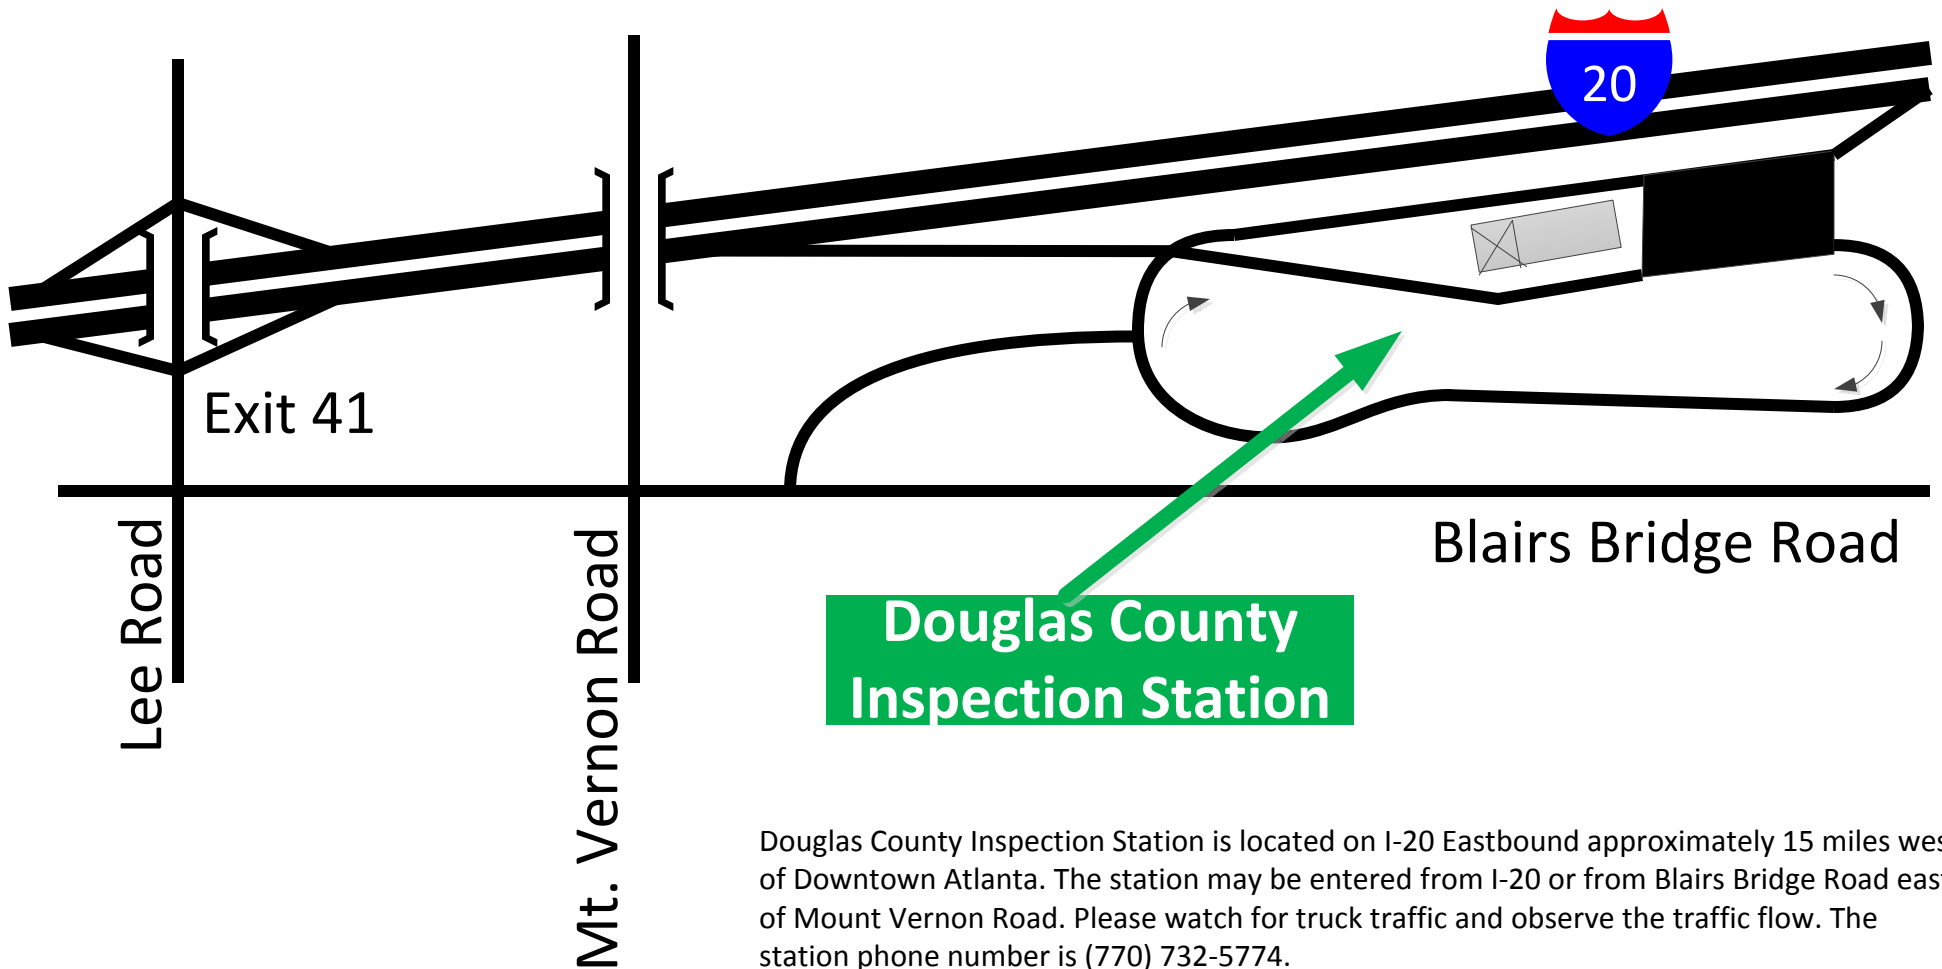 20
Exit 41
Lee Road
Mt. Vernon Road
Blairs Bridge Road
Douglas County
Inspection Station
Douglas County Inspection Station is located on I-20 Eastbound approximately 15 miles wes
of Downtown Atlanta. The station may be entered from I-20 or from Blairs Bridge Road east
of Mount Vernon Road. Please watch for truck traffic and observe the traffic flow. The
station phone number is (770) 732-5774.